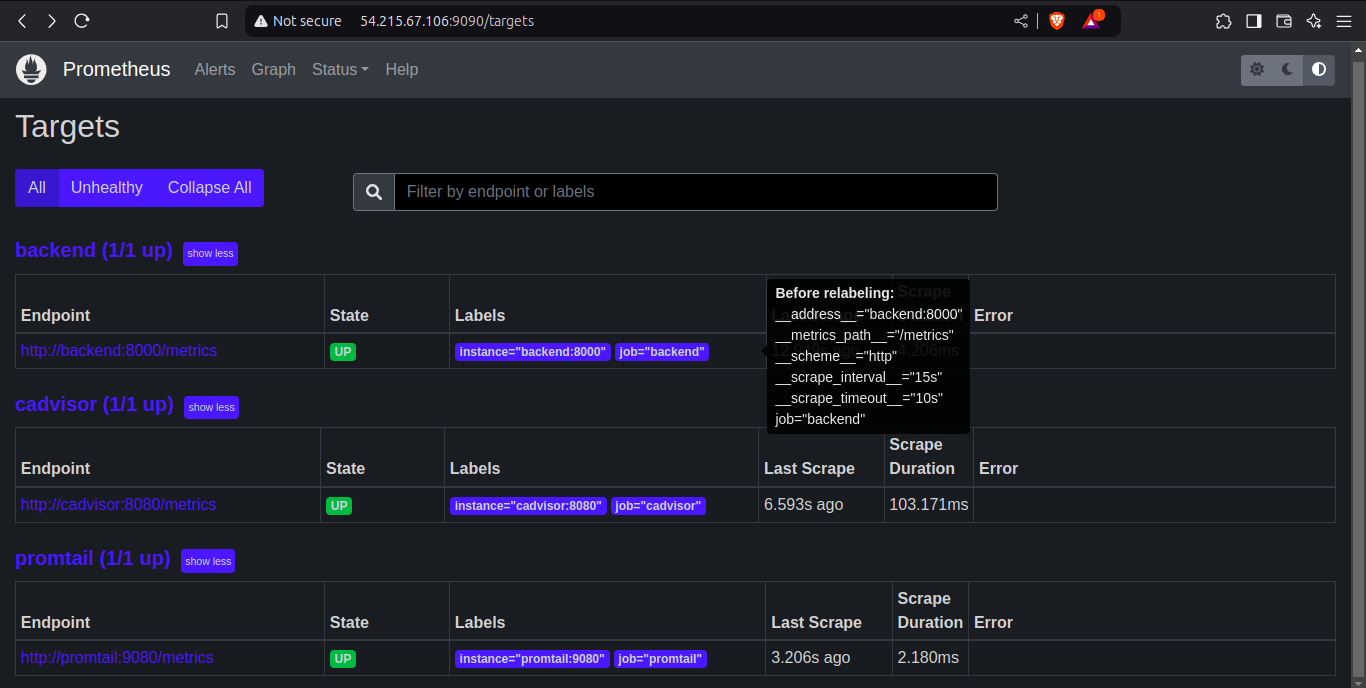 Not secure 54.215.67.106:9090/targets 1
Prometheus Alerts Graph Status Help
Targets
All Unhealthy Collapse All Filter by endpoint or labels
backend (1/1 up) show less
Endpoint State Labels Scrape Error
http://backend:8000/metrics UP instance="backend:8000" job="backend" 4.206ms
Before relabeling:
__address__="backend:8000"
__metrics_path__="/metrics"
__scheme__="http"
__scrape_interval__="15s"
__scrape_timeout__="10s"
job="backend"
cadvisor (1/1 up) show less
Endpoint State Labels Last Scrape Scrape Duration Error
http://cadvisor:8080/metrics UP instance="cadvisor:8080" job="cadvisor" 6.593s ago 103.171ms
promtail (1/1 up) show less
Endpoint State Labels Last Scrape Scrape Duration Error
http://promtail:9080/metrics UP instance="promtail:9080" job="promtail" 3.206s ago 2.180ms